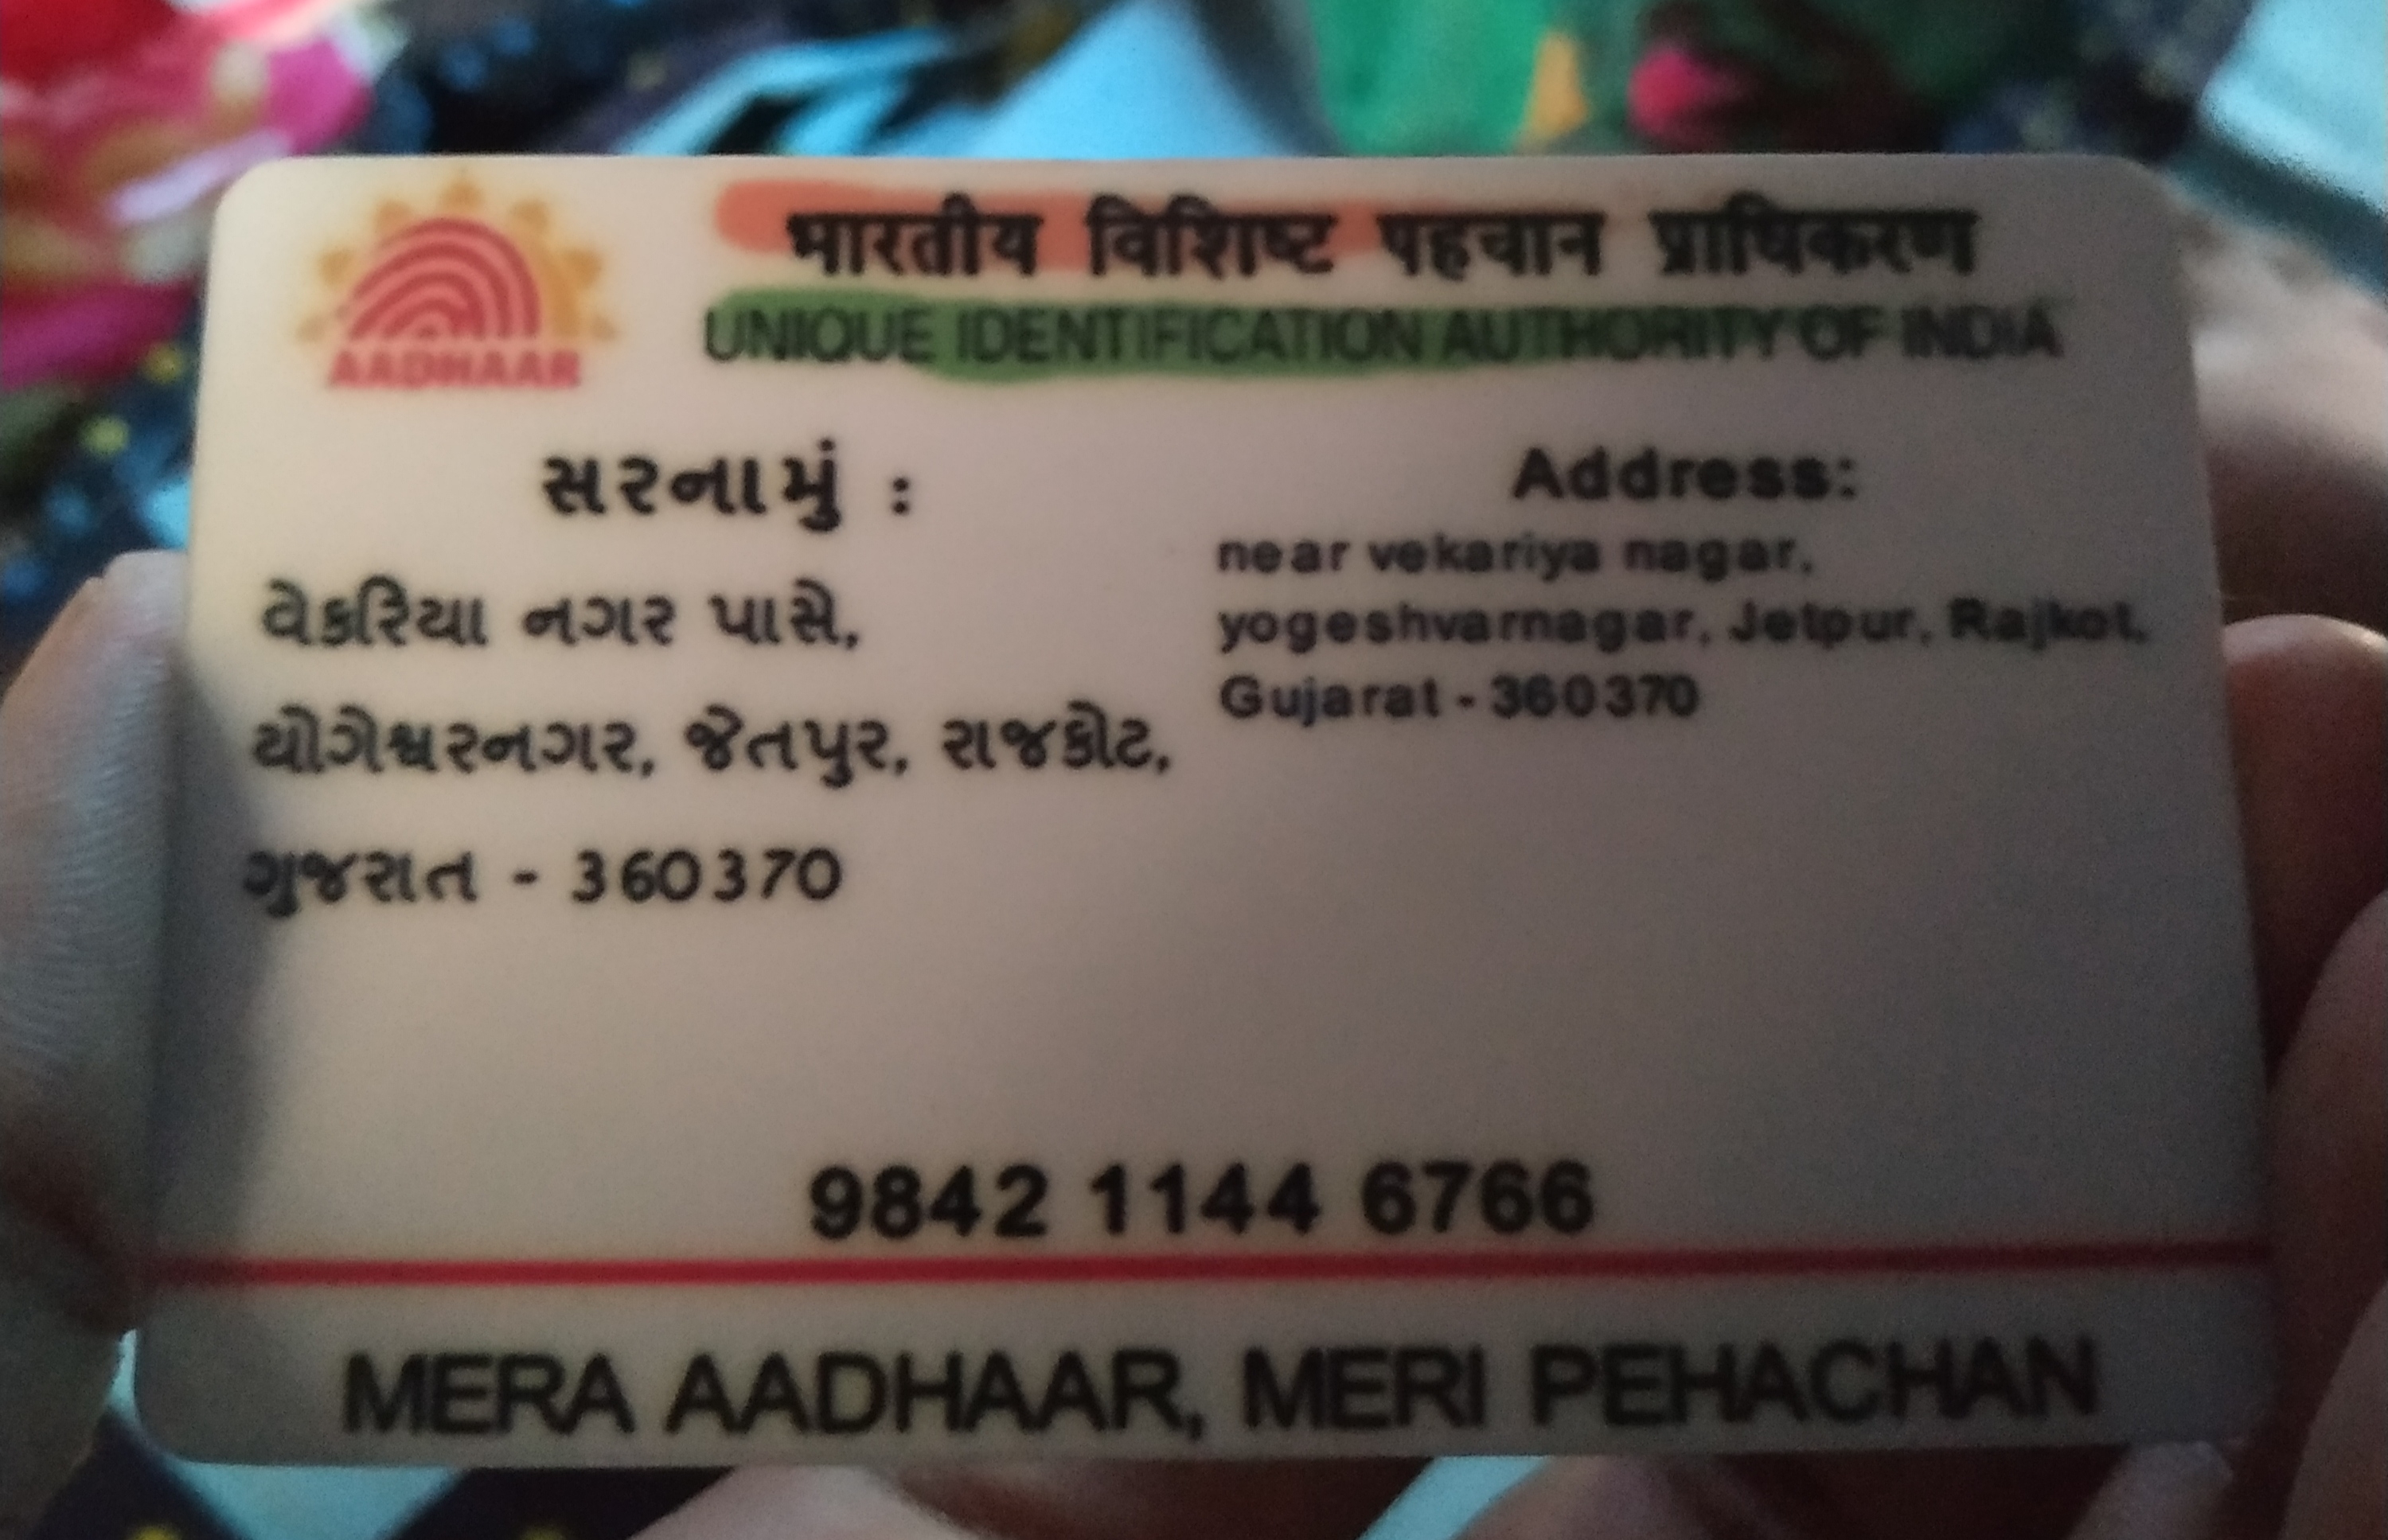 भारतीय विशिष्ट पहचान प्राधिकरण
UNIQUE IDENTIFICATION AUTHORITY OF INDIA
AADHAAR
સરનામું :
વેકરિયા નગર પાસે,
યોગેશ્વરનગર, જેતપુર, રાજકોટ,
ગુજરાત - 360370
Address:
near vekariya nagar,
yogeshvarnagar, Jetpur, Rajkot,
Gujarat - 360370
9842 1144 6766
MERA AADHAAR, MERI PEHACHAN